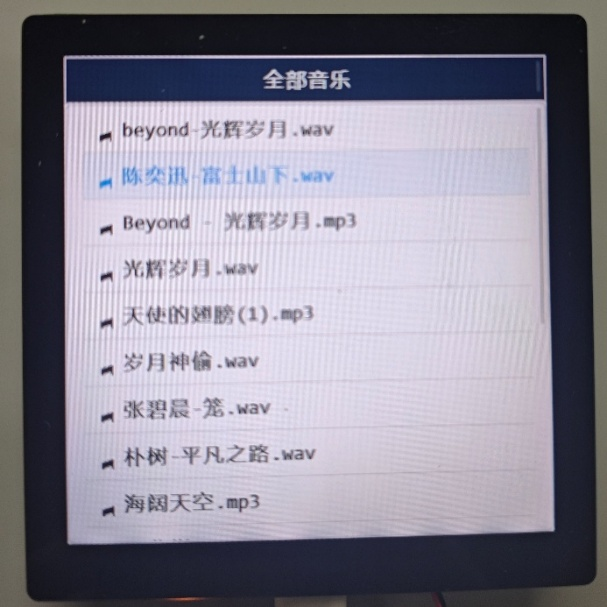 全部音乐
beyond-光辉岁月.wav
陈奕迅-富士山下.wav
Beyond - 光辉岁月.mp3
光辉岁月.wav
天使的翅膀(1).mp3
岁月神偷.wav
张碧晨-笼.wav
朴树-平凡之路.wav
海阔天空.mp3